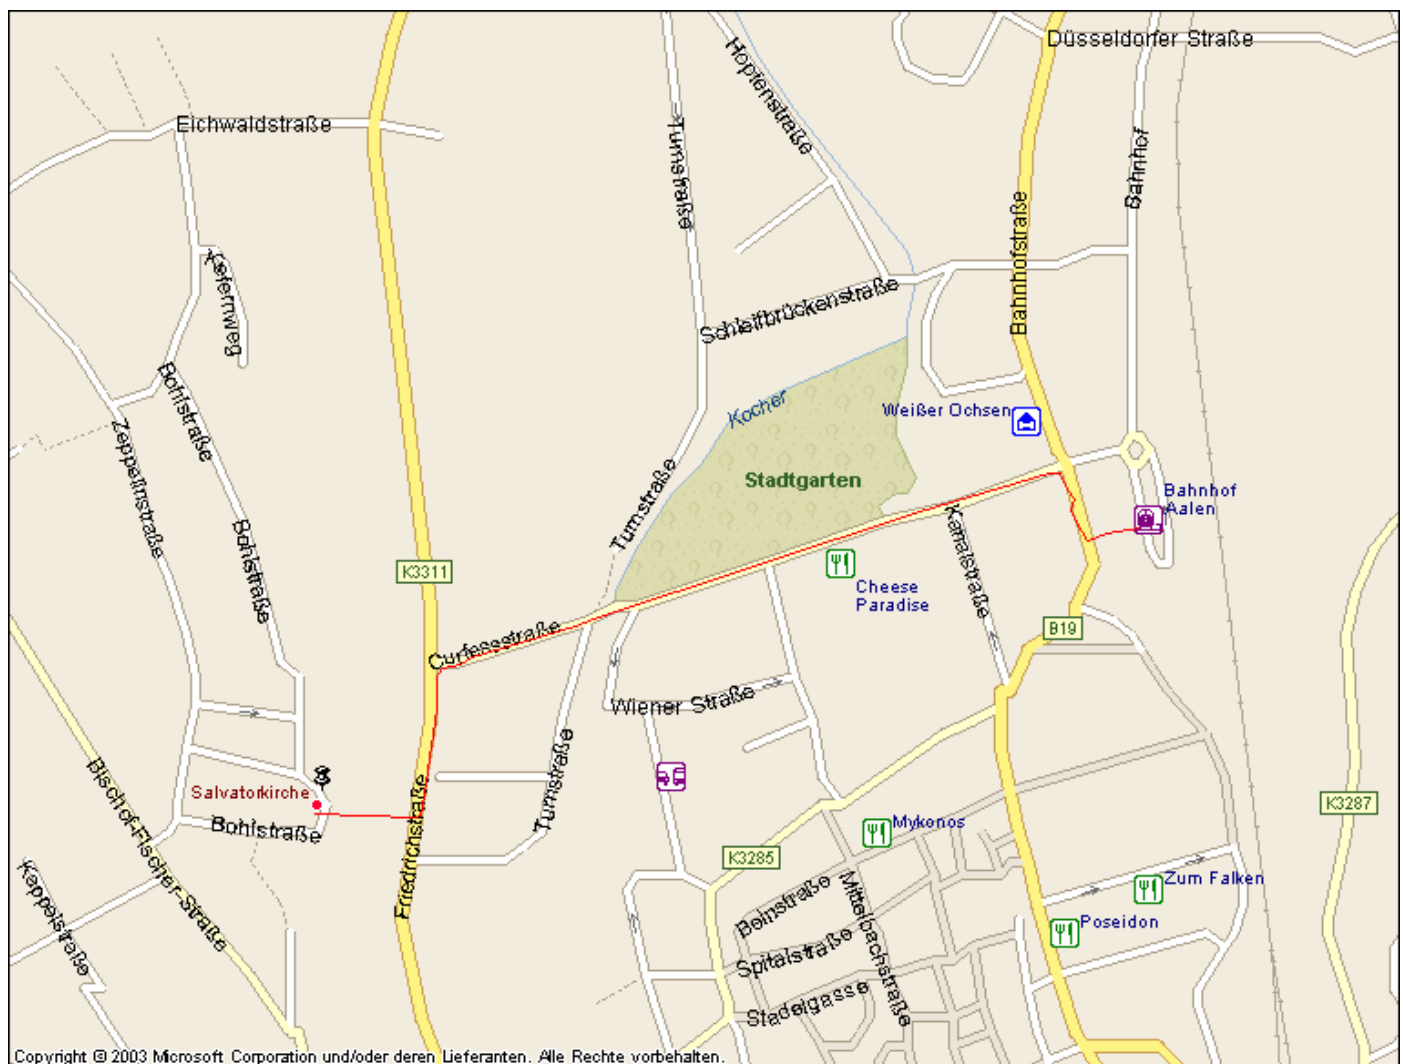 Düsseldorfer Straße
Hopfenstraße
Eichwaldstraße
Turnstraße
Bahnhof
Bahnhofstraße
Kiefernweg
Schleifbrückenstraße
Bohlstraße
Kocher
Weißer Ochsen
Zeppelinstraße
Stadtgarten
Bahnhof
Aalen
Turnstraße
Bohlstraße
Kanalstraße
K3311
Cheese
Paradise
B19
Curfessstraße
Wiener Straße
Turnstraße
Bischof-Fischer-Straße
Salvatorkirche
Bohlstraße
Friedrichstraße
K3287
Mykonos
K3285
Zum Falken
Beinstraße
Mittelbachstraße
Poseidon
Kappelstraße
Spitalstraße
Stadelgasse
Copyright © 2003 Microsoft Corporation und/oder deren Lieferanten. Alle Rechte vorbehalten.